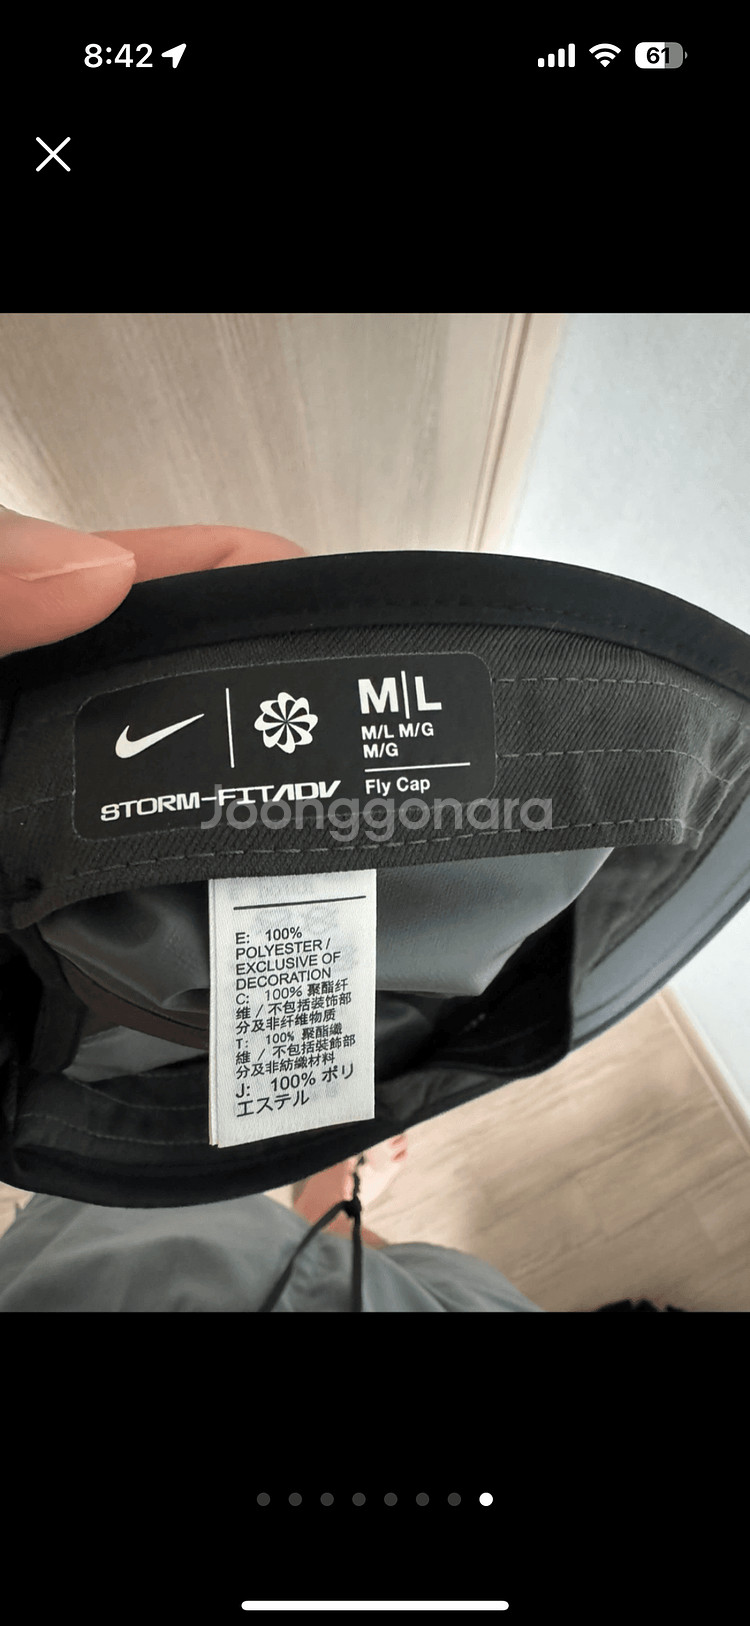 8:42
61
M|L
M/L M/G
M/G
Fly Cap
STORM-FIT ADV
Joonggonara
E: 100%
POLYESTER /
EXCLUSIVE OF
DECORATION
C: 100% 聚酯纤
维 / 不包括装饰部
分及非纤维物质
T: 100% 聚酯纖
維 / 不包括裝飾部
分及非紡織材料
J: 100% ポリ
エステル